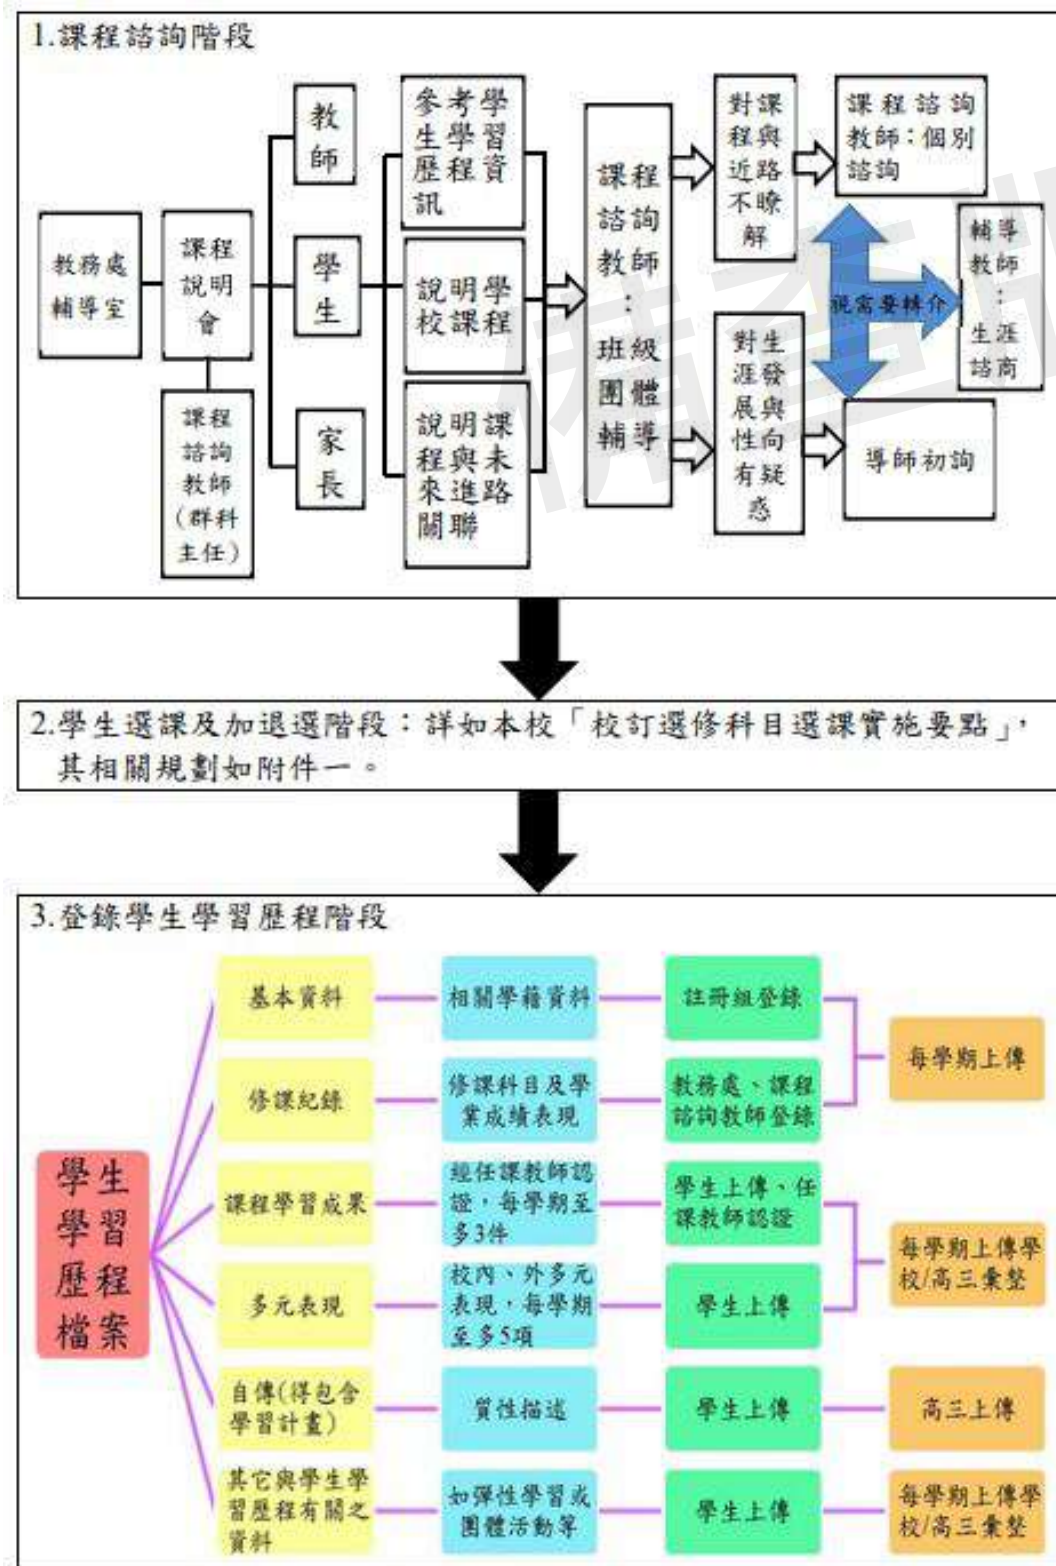 1.課程諮詢階段
教務處
輔導室
課程
說明
會
課程
諮詢
教師
(群科
主任)
教
師
學
生
家
長
參考學
生學習
歷程資
訊
說明學
校課程
說明課
程與未
來進路
關聯
課程
諮詢
教師
：
班級
團體
輔導
對課
程與
近路
不瞭
解
對生
涯發
展與
性向
有疑
惑
課程諮詢
教師：個別
諮詢
視需要轉介
導師初詢
輔導
教師
：
生涯
諮商
2.學生選課及加退選階段：詳如本校「校訂選修科目選課實施要點」，
其相關規劃如附件一。
3.登錄學生學習歷程階段
學生
學習
歷程
檔案
基本資料
相關學籍資料
註冊組登錄
修課紀錄
修課科目及學
業成績表現
教務處、課程
諮詢教師登錄
每學期上傳
課程學習成果
經任課教師認
證，每學期至
多3件
學生上傳、任
課教師認證
多元表現
校內、外多元
表現，每學期
至多5項
學生上傳
每學期上傳學
校/高三彙整
自傳(得包含
學習計畫)
質性描述
學生上傳
高三上傳
其它與學生學
習歷程有關之
資料
如彈性學習或
團體活動等
學生上傳
每學期上傳學
校/高三彙整
備查版